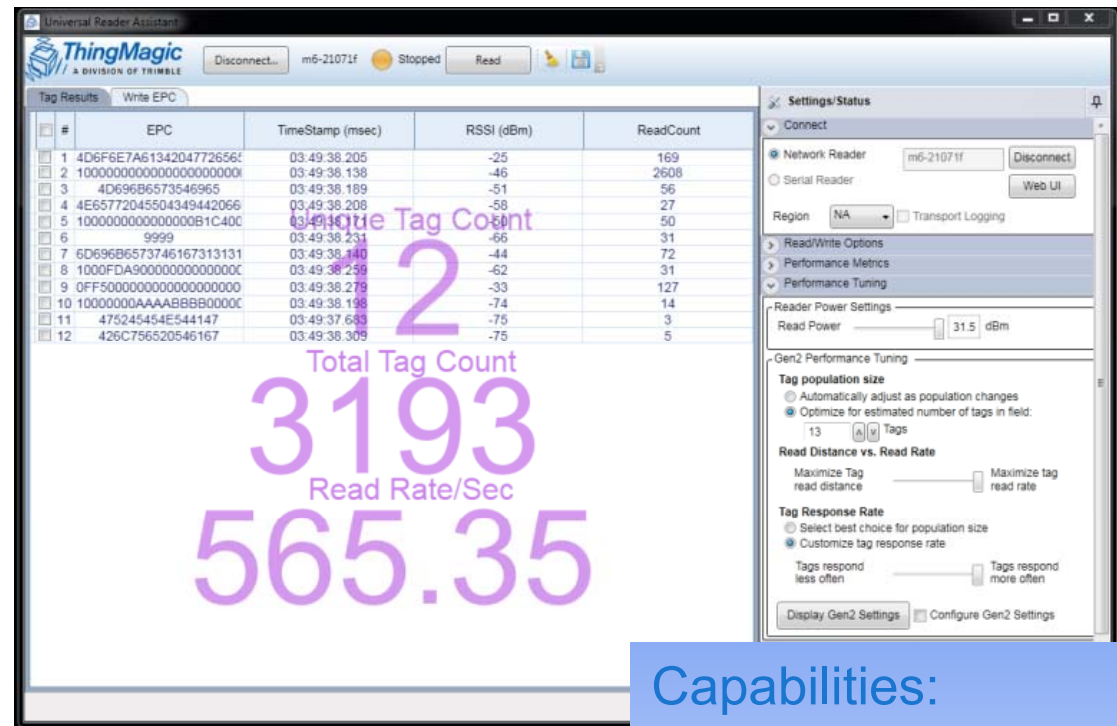 Universal Reader Assistant
ThingMagic
A DIVISION OF TRIMBLE
Disconnect... m6-21071f Stopped Read
Tag Results Write EPC
# EPC TimeStamp (msec) RSSI (dBm) ReadCount
1 4D6F6E7A61342047726565 03:49:38.205 -25 169
2 03:49:38.138 -46 2608
3 4D696B6573546965 03:49:38.189 -51 56
4 4E65772045504349442066 03:49:38.208 -58 27
5 03:49:38.171 -50 50
6 9999 03:49:38.231 -66 31
7 6D696B6573746167313131 03:49:38.140 -44 72
8 03:49:38.259 -62 31
9 03:49:38.279 -33 127
10 03:49:38.198 -74 14
11 475245454E544147 03:49:37.683 -75 3
12 426C756520546167 03:49:38.309 -75 5
Unique Tag Count
12
Total Tag Count
3193
Read Rate/Sec
565.35
Settings/Status
Connect
Network Reader m6-21071f Disconnect
Serial Reader Web UI
Region NA Transport Logging
Read/Write Options
Performance Metrics
Performance Tuning
Reader Power Settings
Read Power 31.5 dBm
Gen2 Performance Tuning
Tag population size
Automatically adjust as population changes
Optimize for estimated number of tags in field:
13 Tags
Read Distance vs. Read Rate
Maximize Tag Maximize tag
read distance read rate
Tag Response Rate
Select best choice for population size
Customize tag response rate
Tags respond Tags respond
less often more often
Display Gen2 Settings Configure Gen2 Settings
Capabilities: